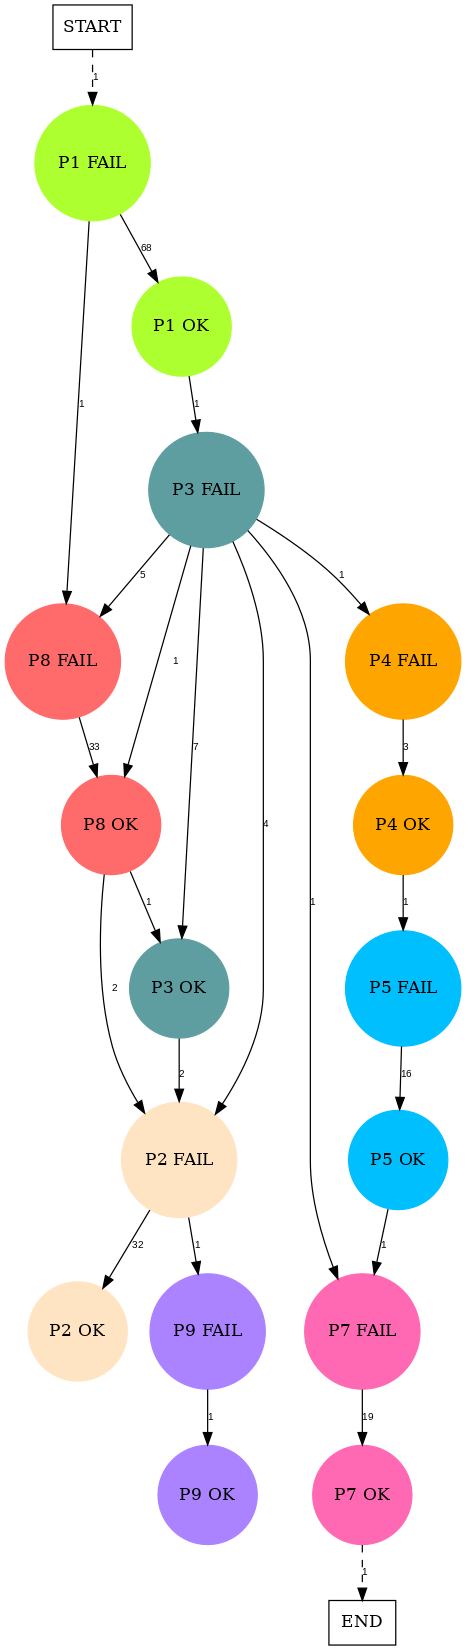 START
1
P1 FAIL
68
P1 OK
1
1
P3 FAIL
5
1
1
P8 FAIL
P4 FAIL
33
7
3
P8 OK
4
P4 OK
1
1
1
2
P3 OK
P5 FAIL
2
16
P2 FAIL
P5 OK
32
1
1
P2 OK
P9 FAIL
P7 FAIL
1
19
P9 OK
P7 OK
1
END